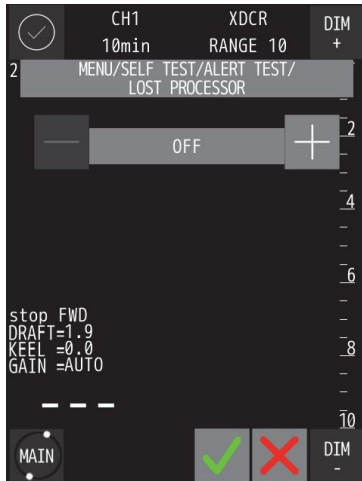 CH1 XDCR DIM
10min RANGE 10 +
2 MENU/SELF TEST/ALERT TEST/
LOST PROCESSOR
2
OFF
4
6
stop FWD
DRAFT=1.9
KEEL =0.0
GAIN =AUTO
8
---
10
MAIN DIM
-